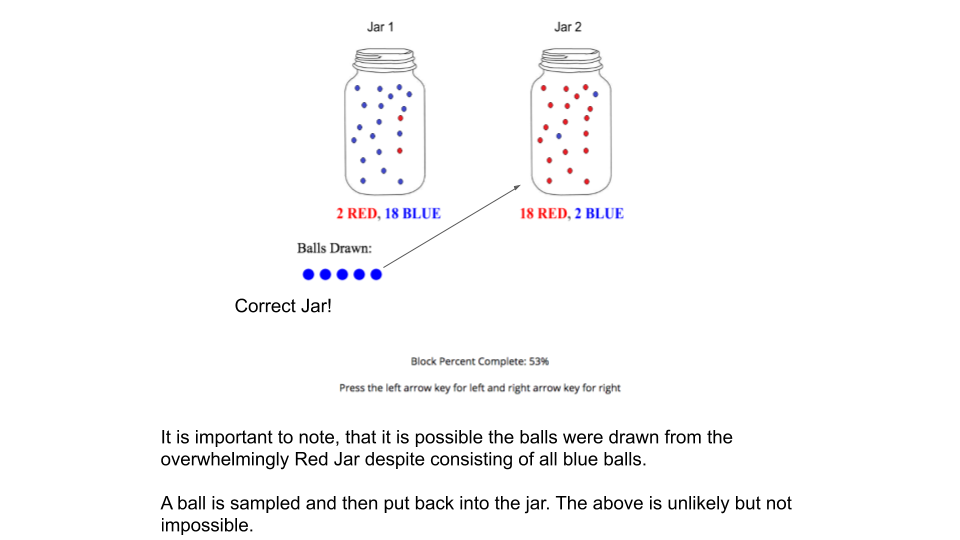 Jar 1
Jar 2
2 RED, 18 BLUE
18 RED, 2 BLUE
Balls Drawn:
Correct Jar!
Block Percent Complete: 53%
Press the left arrow key for left and right arrow key for right
It is important to note, that it is possible the balls were drawn from the
overwhelmingly Red Jar despite consisting of all blue balls.
A ball is sampled and then put back into the jar. The above is unlikely but not
impossible.